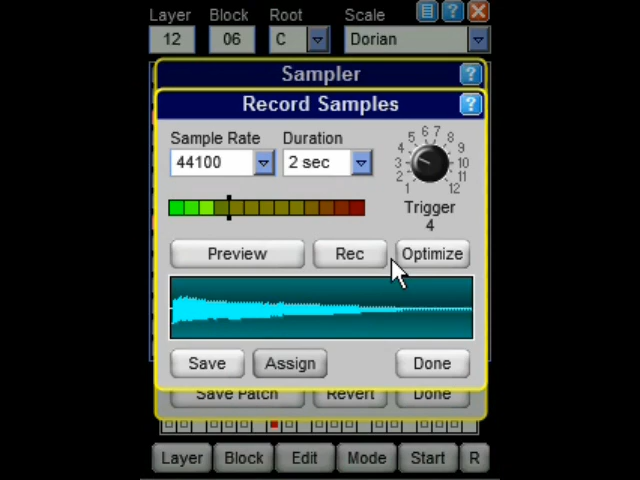 Layer Block Root Scale
12 06 C Dorian
Sampler ?
Record Samples ?
Sample Rate Duration
44100 2 sec
1 2 3 4 5 6 7 8 9 10 11 12
Trigger
4
Preview Rec Optimize
Save Assign Done
Save Patch Revert Done
Layer Block Edit Mode Start R